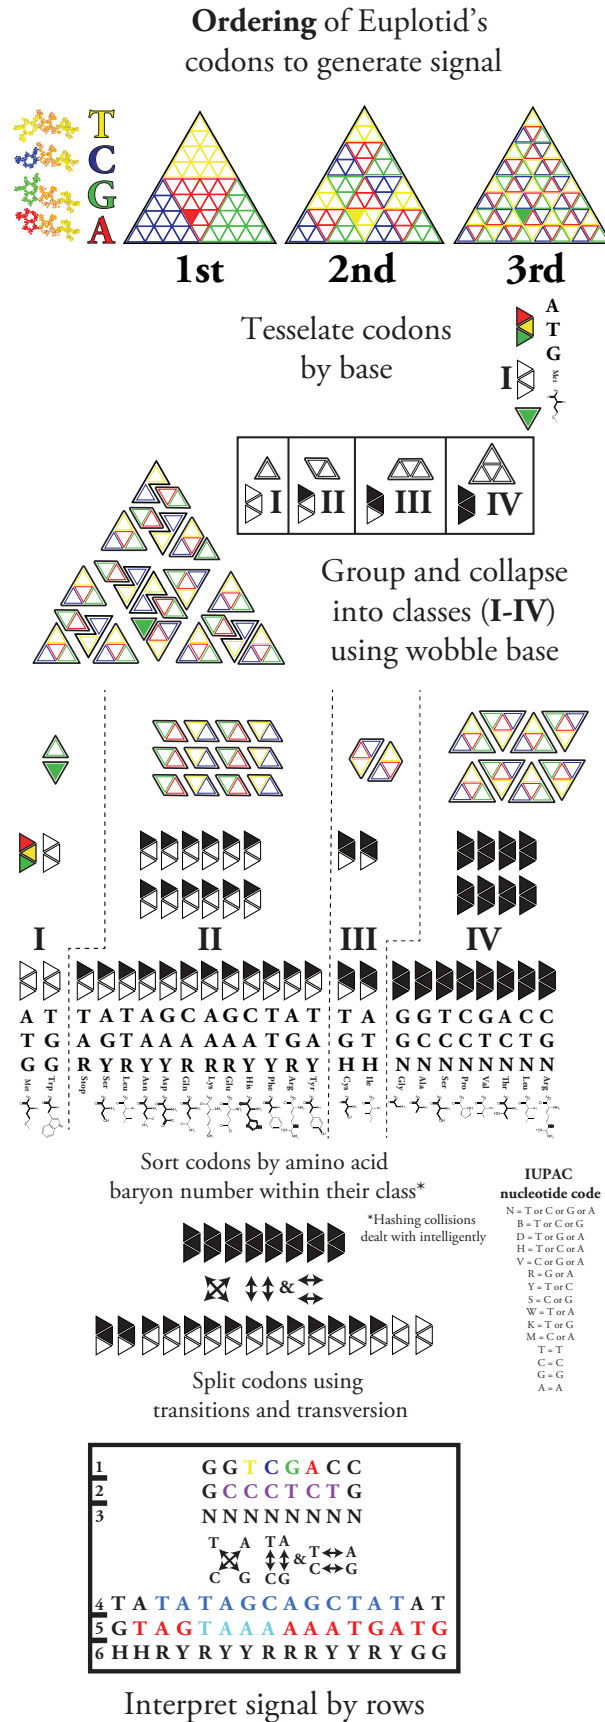 Ordering of Euplotid's
codons to generate signal
T
C
G
A
1st 2nd 3rd
Tesselate codons
by base
A
T
G
I
Met
I II III IV
Group and collapse
into classes (I-IV)
using wobble base
I II III IV
A T T A T A G C A G C T A T T A G G T C G A C C
T G A G T A A A A A A T G A G T G C C C T C T G
G G R Y R Y Y R R R Y Y R Y H H N N N N N N N N
Met Trp Stop Ser Leu Asn Asp Gln Lys Glu His Phe Arg Tyr Cys Ile Gly Ala Ser Pro Val Thr Leu Arg
Sort codons by amino acid
baryon number within their class*
*Hashing collisions
dealt with intelligently
IUPAC
nucleotide code
N = T or C or G or A
B = T or C or G
D = T or G or A
H = T or C or A
V = C or G or A
R = G or A
Y = T or C
S = C or G
W = T or A
K = T or G
M = C or A
T = T
C = C
G = G
A = A
&
Split codons using
transitions and transversion
1 G G T C G A C C
2 G C C C T C T G
3 N N N N N N N N
T A T A & T A
C G C G C G
4 T A T A T A G C A G C T A T A T
5 G T A G T A A A A A A T G A T G
6 H H R Y R Y Y R R R Y Y R Y G G
Interpret signal by rows